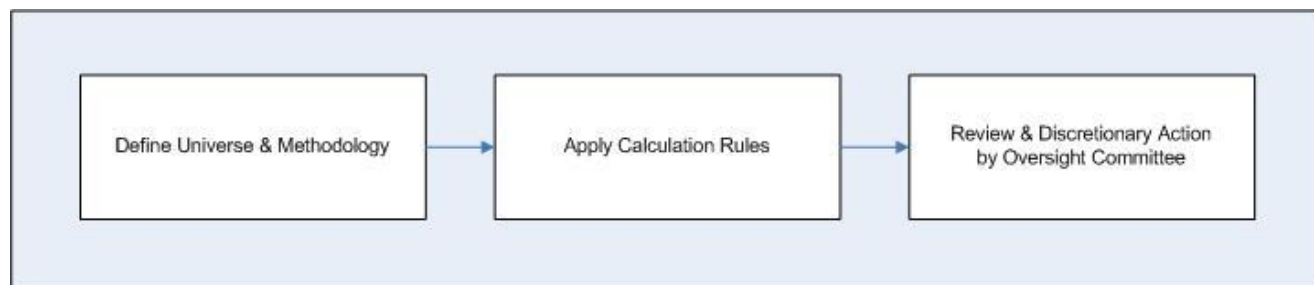 Define Universe & Methodology
Apply Calculation Rules
Review & Discretionary Action
by Oversight Committee